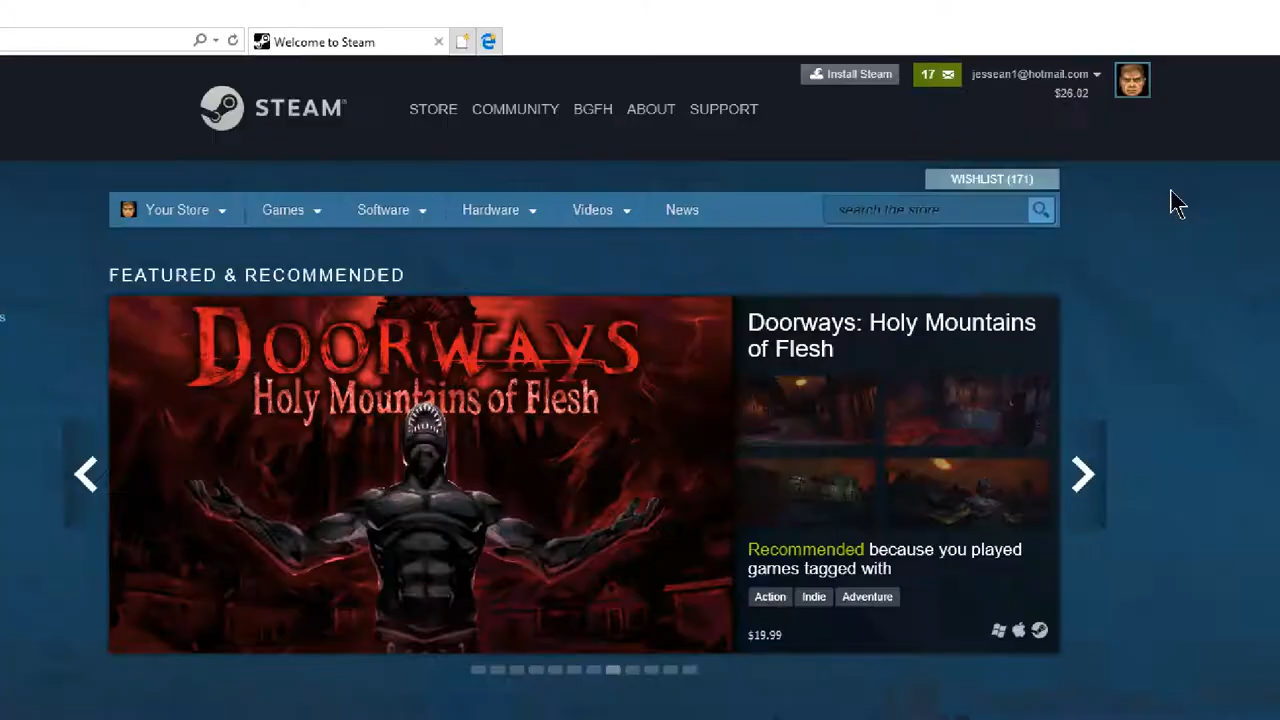 Welcome to Steam
Install Steam
17
jessean1@hotmail.com
$26.02
STEAM®
STORE
COMMUNITY
BGFH
ABOUT
SUPPORT
WISHLIST (171)
Your Store
Games
Software
Hardware
Videos
News
search the store
s
FEATURED & RECOMMENDED
DOORWAYS
Holy Mountains of Flesh
Doorways: Holy Mountains
of Flesh
Recommended because you played
games tagged with
Action
Indie
Adventure
$19.99